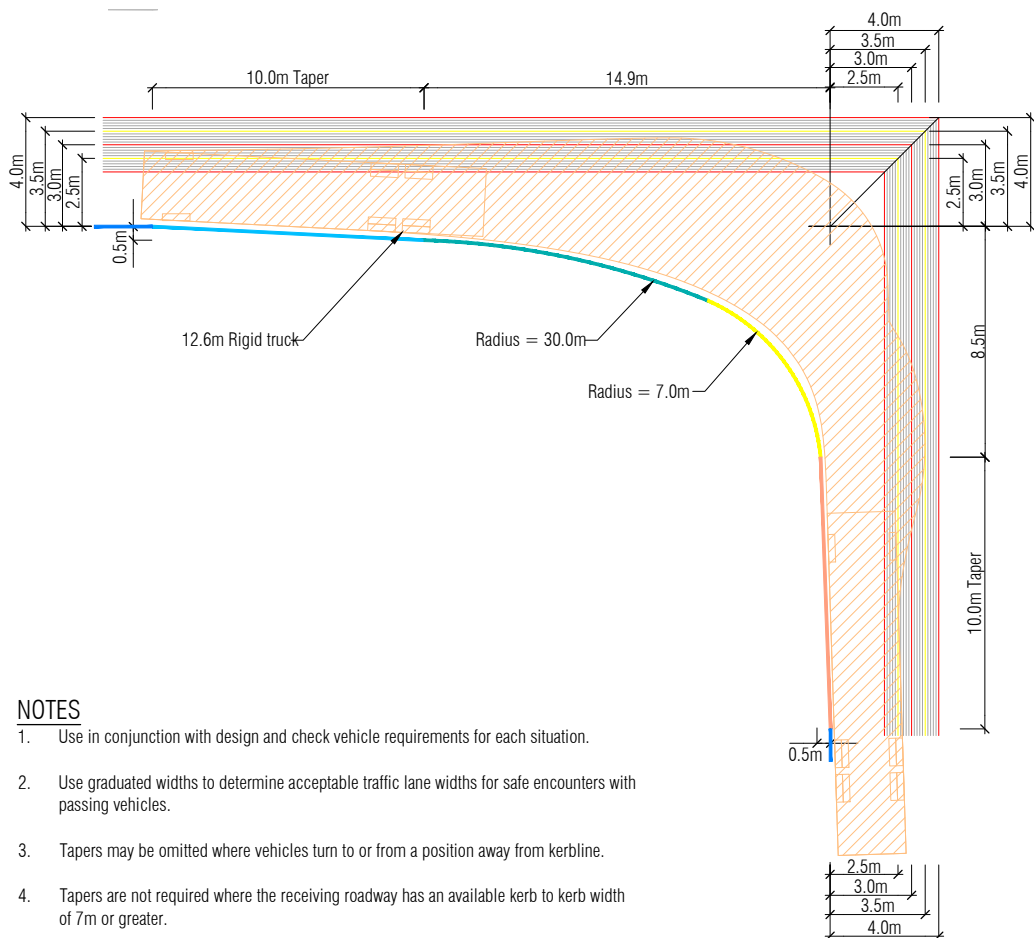 4.0m
3.5m
3.0m
2.5m
10.0m Taper
14.9m
4.0m
3.5m
3.0m
2.5m
2.5m
3.0m
3.5m
4.0m
0.5m
12.6m Rigid truck
Radius = 30.0m
8.5m
Radius = 7.0m
10.0m Taper
NOTES
1. Use in conjunction with design and check vehicle requirements for each situation.
0.5m
2. Use graduated widths to determine acceptable traffic lane widths for safe encounters with
passing vehicles.
3. Tapers may be omitted where vehicles turn to or from a position away from kerbline.
4. Tapers are not required where the receiving roadway has an available kerb to kerb width
of 7m or greater.
2.5m
3.0m
3.5m
4.0m